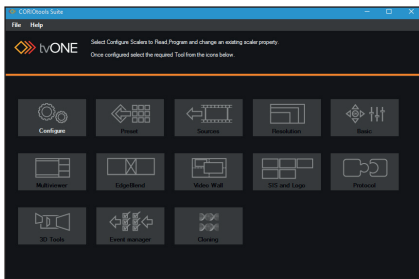 CORIOtools Suite
File Help
tvONE
Select Configure Scalers to Read,Program and change an existing scaler property.
Once configured select the required Tool from the icons below.
Configure Preset Sources Resolution Basic
Multiviewer EdgeBlend Video Wall SIS and Logo Protocol
3D Tools Event manager Cloning